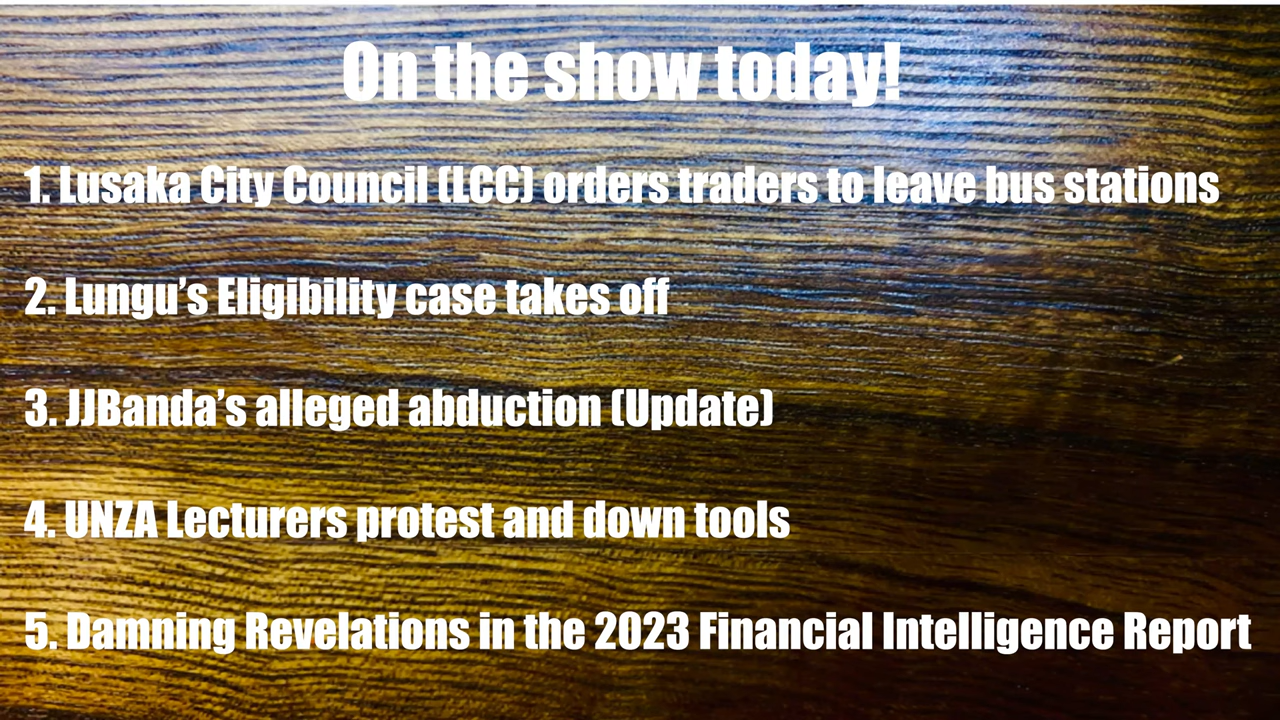 On the show today!
1. Lusaka City Council (LCC) orders traders to leave bus stations
2. Lungu’s Eligibility case takes off
3. JJBanda’s alleged abduction (Update)
4. UNZA Lecturers protest and down tools
5. Damning Revelations in the 2023 Financial Intelligence Report